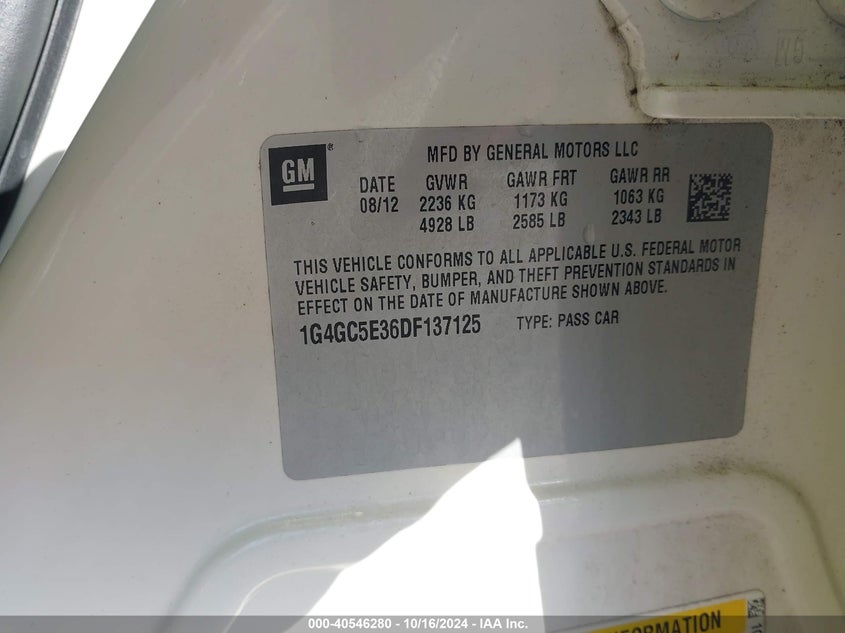 GM
MFD BY GENERAL MOTORS LLC
DATE GVWR GAWR FRT GAWR RR
08/12 2236 KG 1173 KG 1063 KG
4928 LB 2585 LB 2343 LB
THIS VEHICLE CONFORMS TO ALL APPLICABLE U.S. FEDERAL MOTOR
VEHICLE SAFETY, BUMPER, AND THEFT PREVENTION STANDARDS IN
EFFECT ON THE DATE OF MANUFACTURE SHOWN ABOVE.
1G4GC5E36DF137125 TYPE: PASS CAR
000-40546280 - 10/16/2024 - IAA Inc.